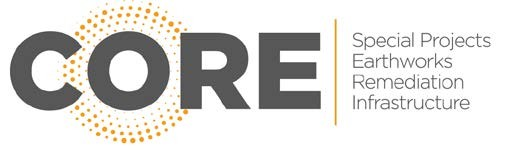 CORE
Special Projects
Earthworks
Remediation
Infrastructure